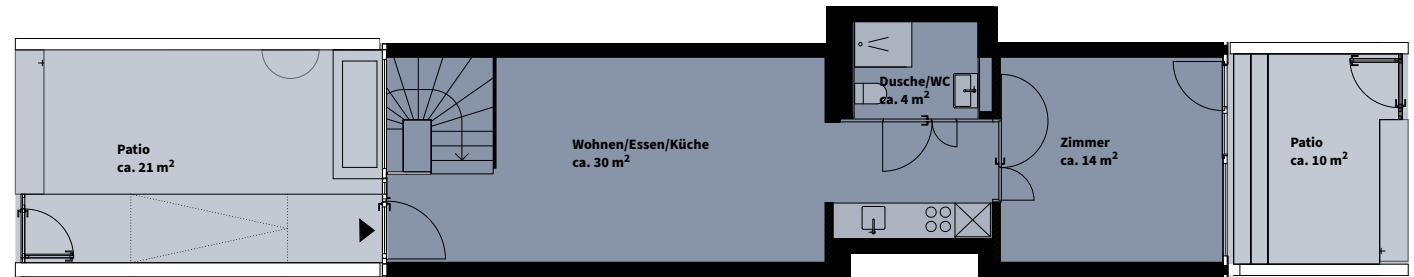 Patio
ca. 21 m²
Wohnen/Essen/Küche
ca. 30 m²
Dusche/WC
ca. 4 m²
Zimmer
ca. 14 m²
Patio
ca. 10 m²